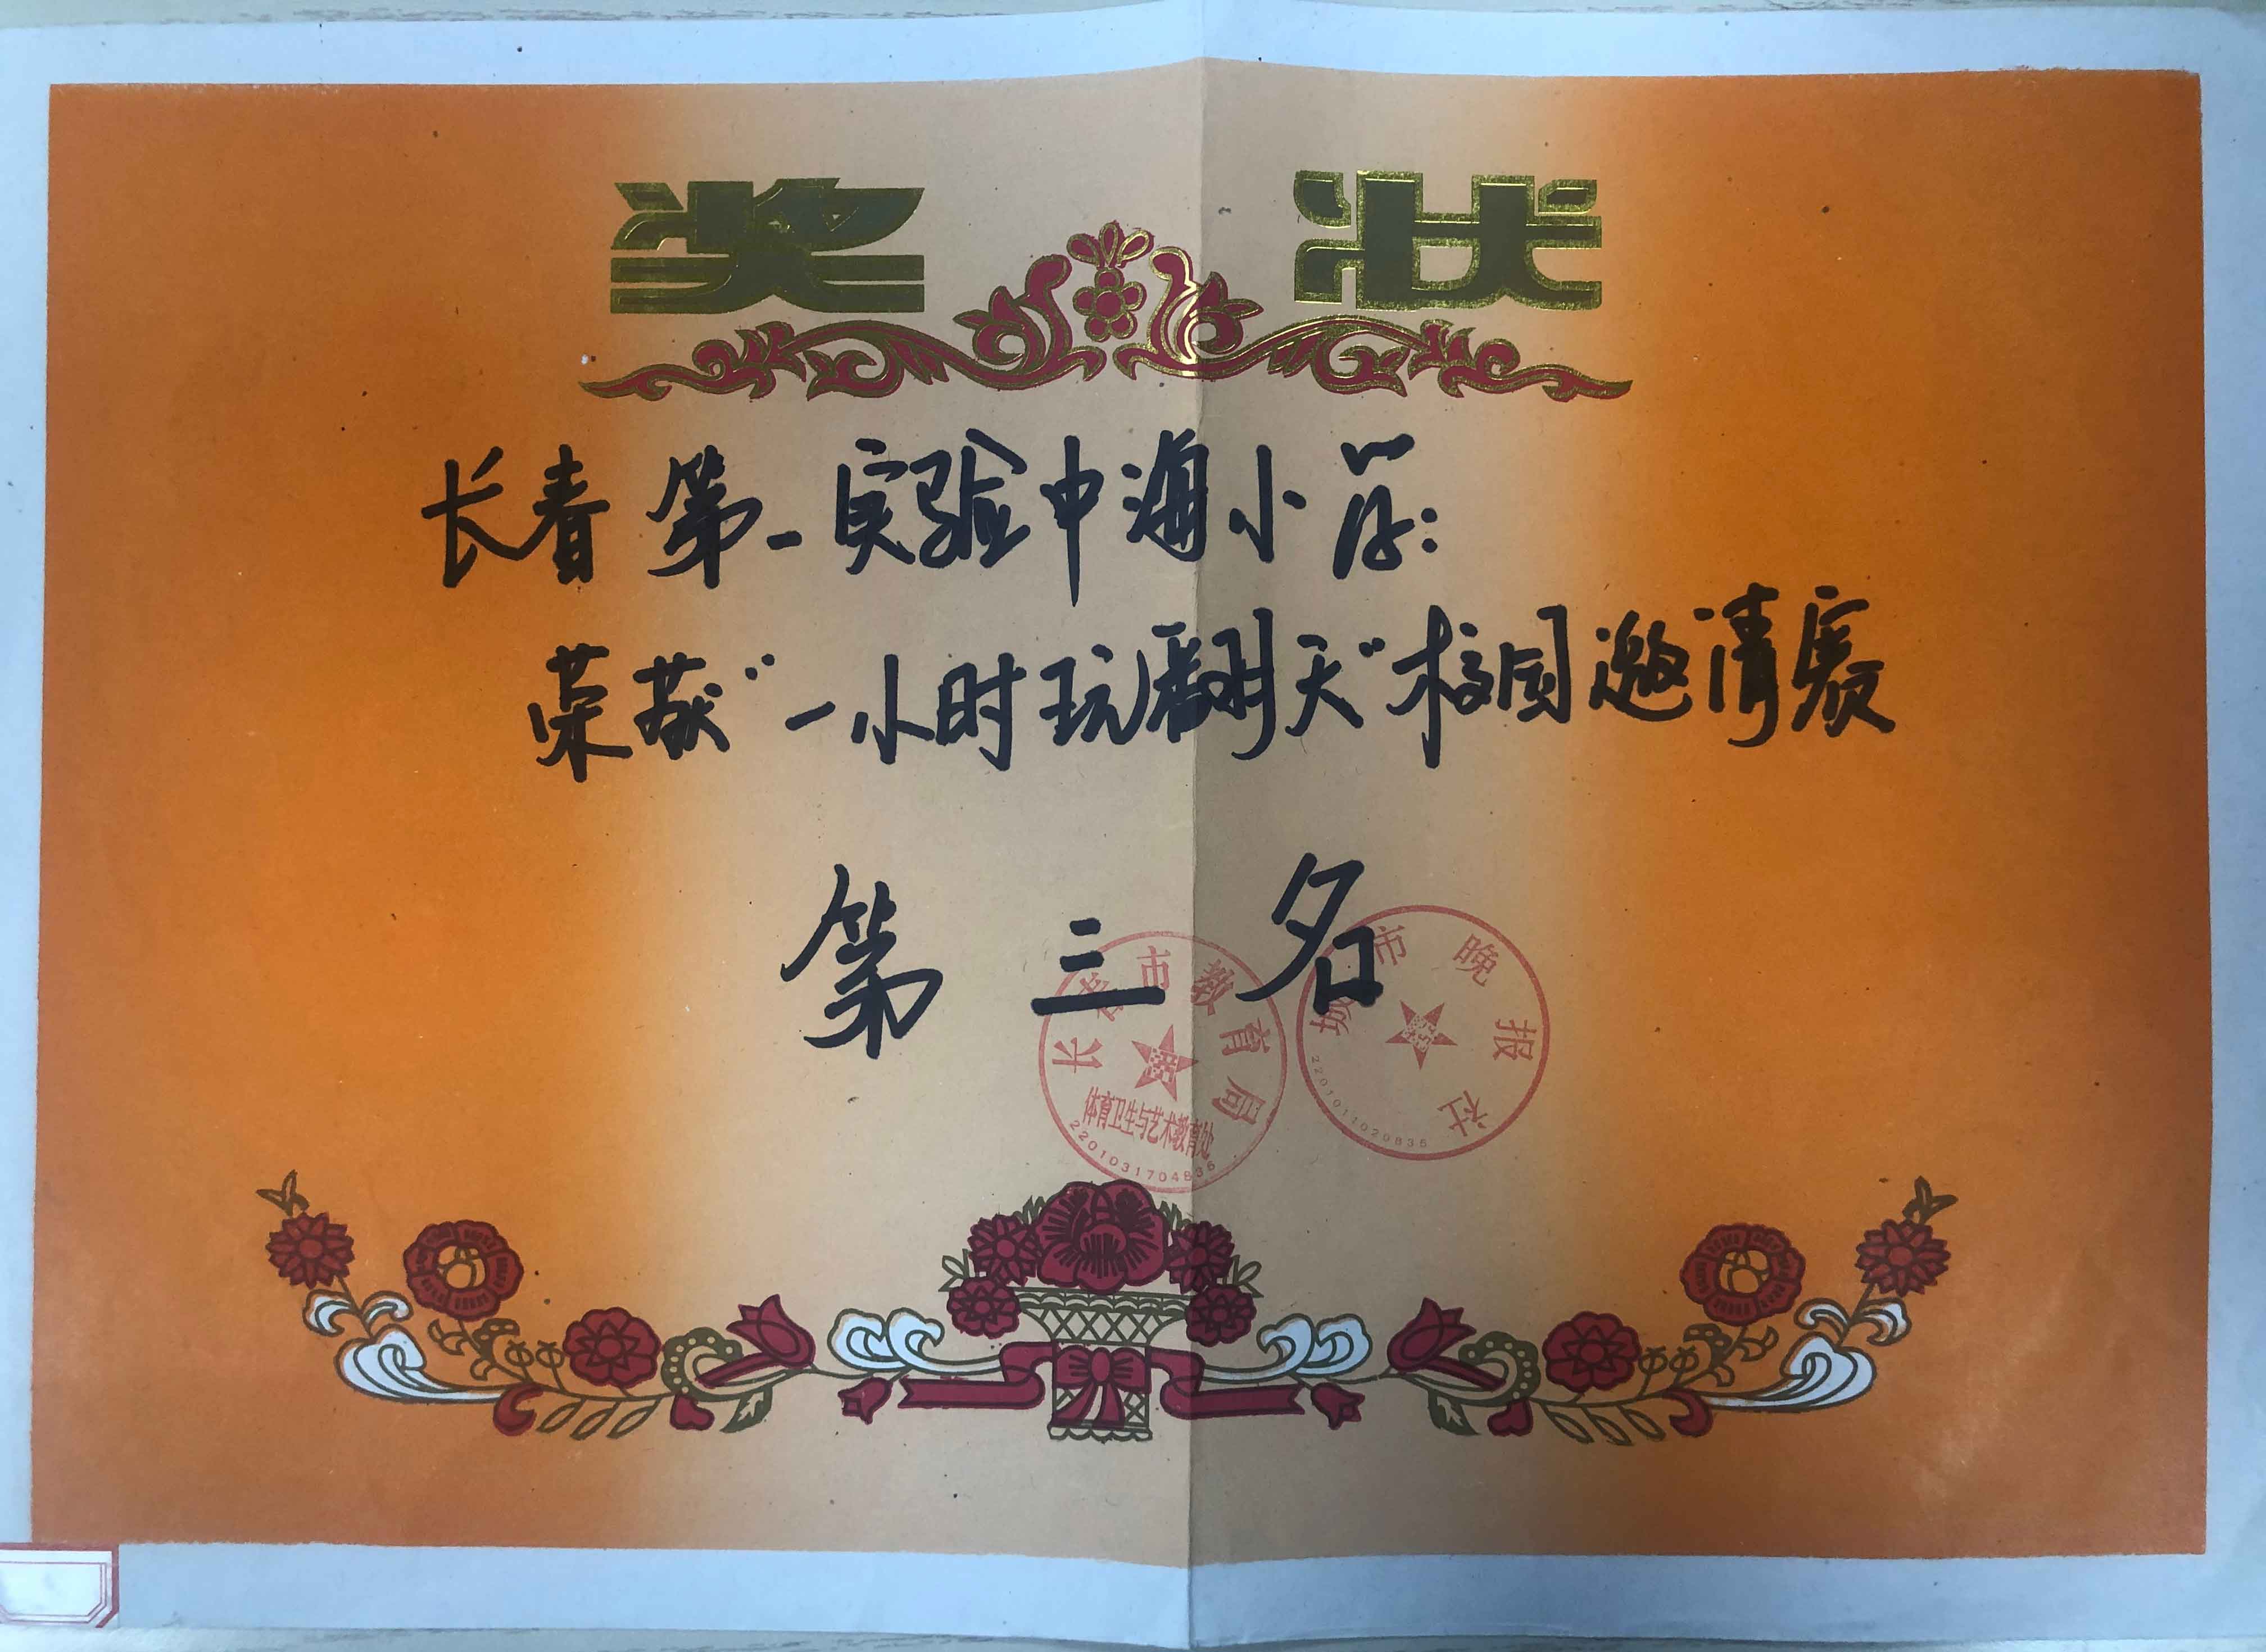 奖状
长春第一实验中海小学:
荣获“一小时玩翻天”校园邀请赛
第三名
长春市教育局
体育卫生与艺术教育处
2201031704836
城市晚报社
2201011020836